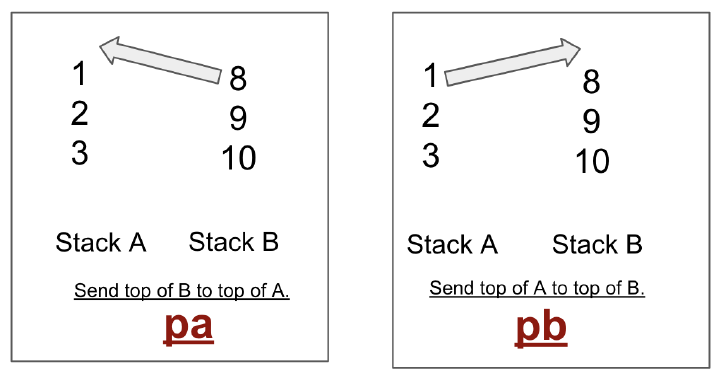 1 8
2 9
3 10
Stack A Stack B
Send top of B to top of A.
pa
1 8
2 9
3 10
Stack A Stack B
Send top of A to top of B.
pb